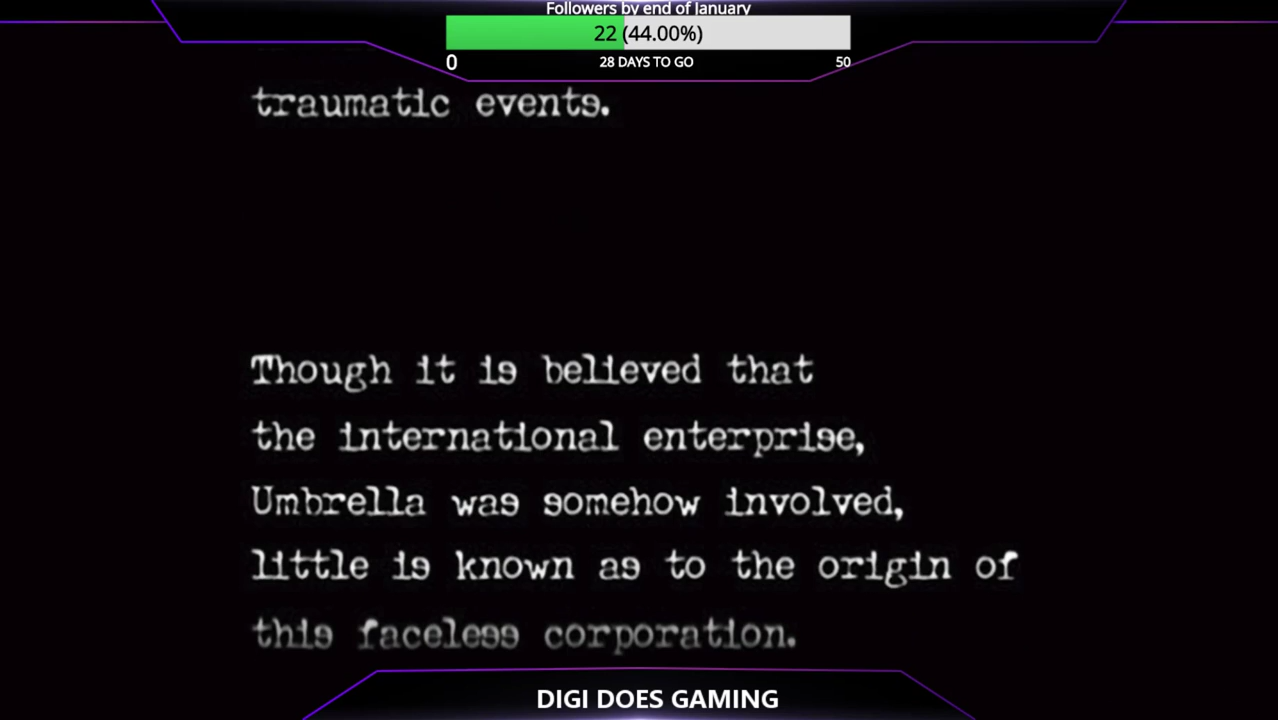 Followers by end of January
22 (44.00%)
0 28 DAYS TO GO 50
traumatic events.
Though it is believed that
the international enterprise,
Umbrella was somehow involved,
little is known as to the origin of
this faceless corporation.
DIGI DOES GAMING